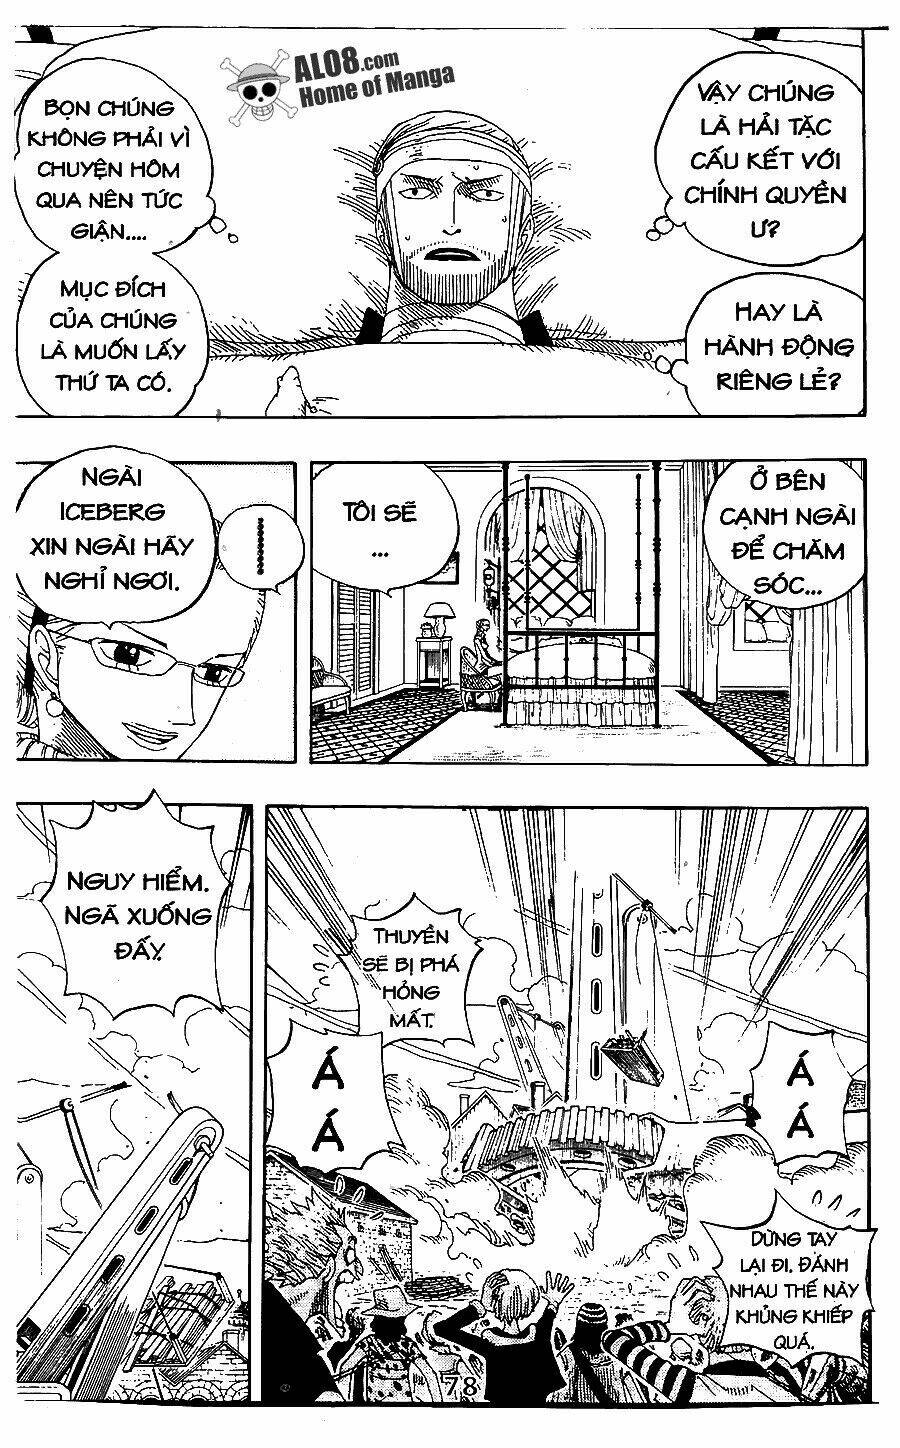 AL08.com
Home of Manga
VẬY CHÚNG
LÀ HẢI TẶC
CẤU KẾT VỚI
CHÍNH QUYỀN
Ư?
HAY LÀ
HÀNH ĐỘNG
RIÊNG LẺ?
BỌN CHÚNG
KHÔNG PHẢI VÌ
CHUYỆN HÔM
QUA NÊN TỨC
GIẬN....
MỤC ĐÍCH
CỦA CHÚNG
LÀ MUỐN LẤY
THỨ TA CÓ.
Ở BÊN
CẠNH NGÀI
ĐỂ CHĂM
SÓC...
TÔI SẼ
...
NGÀI
ICEBERG
XIN NGÀI HÃY
NGHỈ NGƠI.
THUYỀN
SẼ BỊ PHÁ
HỎNG
MẤT.
Á
Á
Á
Á
DỪNG TAY
LẠI ĐI. ĐÁNH
NHAU THẾ NÀY
KHỦNG KHIẾP
QUÁ.
NGUY HIỂM.
NGÃ XUỐNG
ĐẤY.
78